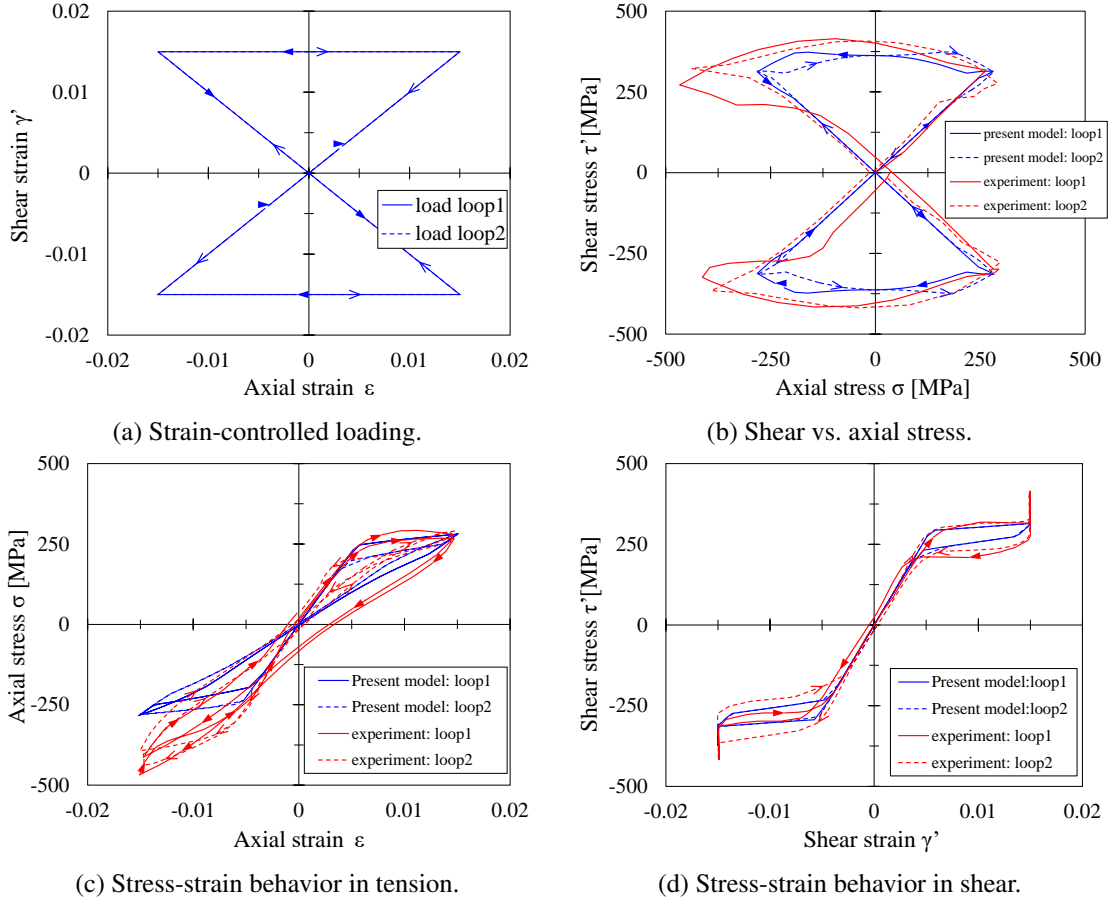 0.02
0.01
0
-0.01
-0.02
Shear strain γ'
load loop1
load loop2
-0.02
-0.01
0
0.01
0.02
Axial strain ε
(a) Strain-controlled loading.
500
250
0
-250
-500
Shear stress τ' [MPa]
present model: loop1
present model: loop2
experiment: loop1
experiment: loop2
-500
-250
0
250
500
Axial stress σ [MPa]
(b) Shear vs. axial stress.
500
250
0
-250
-500
Axial stress σ [MPa]
Present model: loop1
Present model: loop2
experiment: loop1
experiment: loop2
-0.02
-0.01
0
0.01
0.02
Axial strain ε
(c) Stress-strain behavior in tension.
500
250
0
-250
-500
Shear stress τ'[MPa]
Present model:loop1
Present model:loop2
experiment: loop1
experiment: loop2
-0.02
-0.01
0
0.01
0.02
Shear strain γ'
(d) Stress-strain behavior in shear.